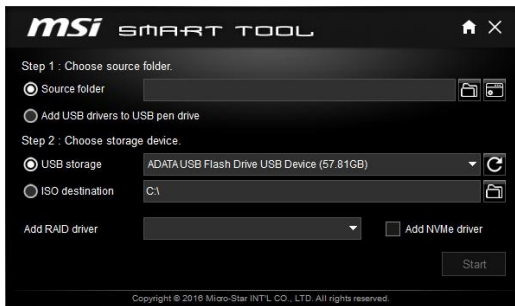 msi SMART TOOL
Step 1 : Choose source folder.
Source folder
Add USB drivers to USB pen drive
Step 2 : Choose storage device.
USB storage ADATA USB Flash Drive USB Device (57.81GB)
ISO destination C:\
Add RAID driver Add NVMe driver
Start
Copyright © 2016 Micro-Star INT'L CO., LTD. All rights reserved.